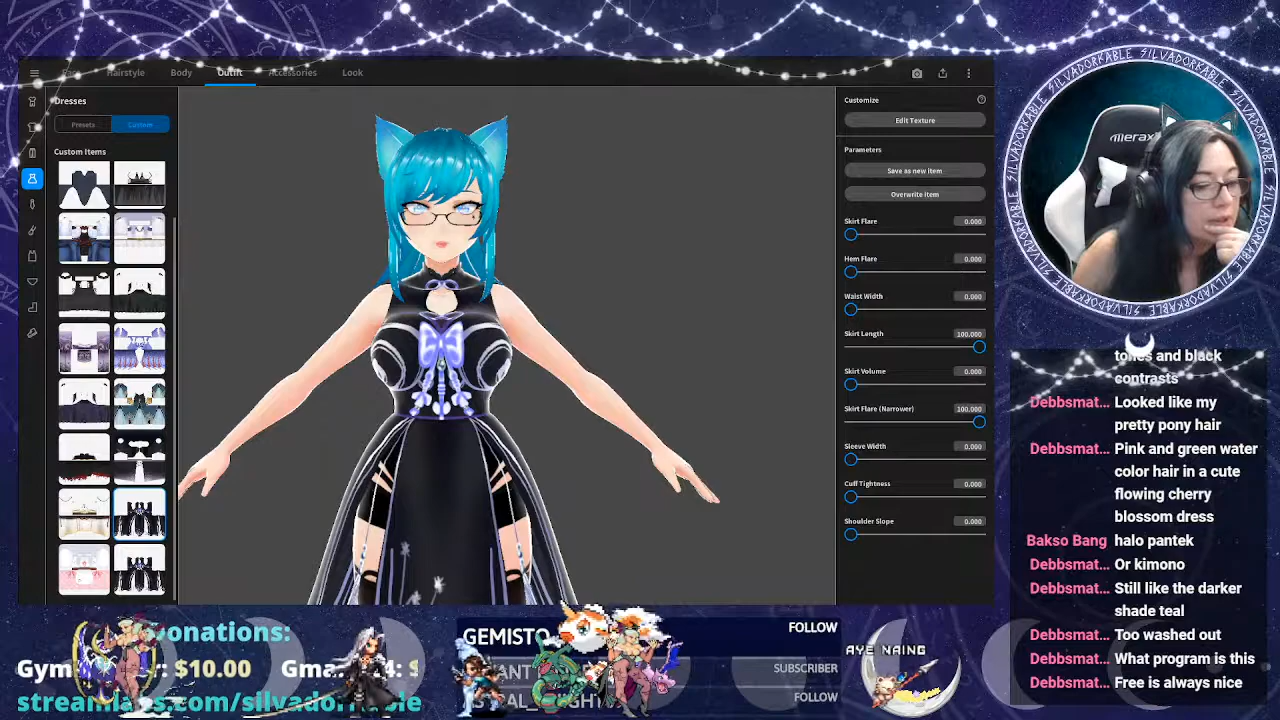 Hairstyle
Body
Outfit
Accessories
Look
Dresses
Presets
Custom
Custom Items
Customize
Edit Texture
Parameters
Save as new item
Overwrite Item
Skirt Flare 0.000
Hem Flare 0.000
Waist Width 0.000
Skirt Length 100.000
Skirt Volume 0.000
Skirt Flare (Narrower) 100.000
Sleeve Width 0.000
Cuff Tightness 0.000
Shoulder Slope 0.000
SILVADORKABLE
tones and black
contrasts
Debbsmat... Looked like my
pretty pony hair
Debbsmat... Pink and green water
color hair in a cute
flowing cherry
blossom dress
Bakso Bang halo pantek
Debbsmat... Or kimono
Debbsmat... Still like the darker
shade teal
Debbsmat... Too washed out
Debbsmat... What program is this
Debbsmat... Free is always nice
Donations:
$10.00
GEMISTO
FOLLOW
SUBSCRIBER
FOLLOW
AYE NAING